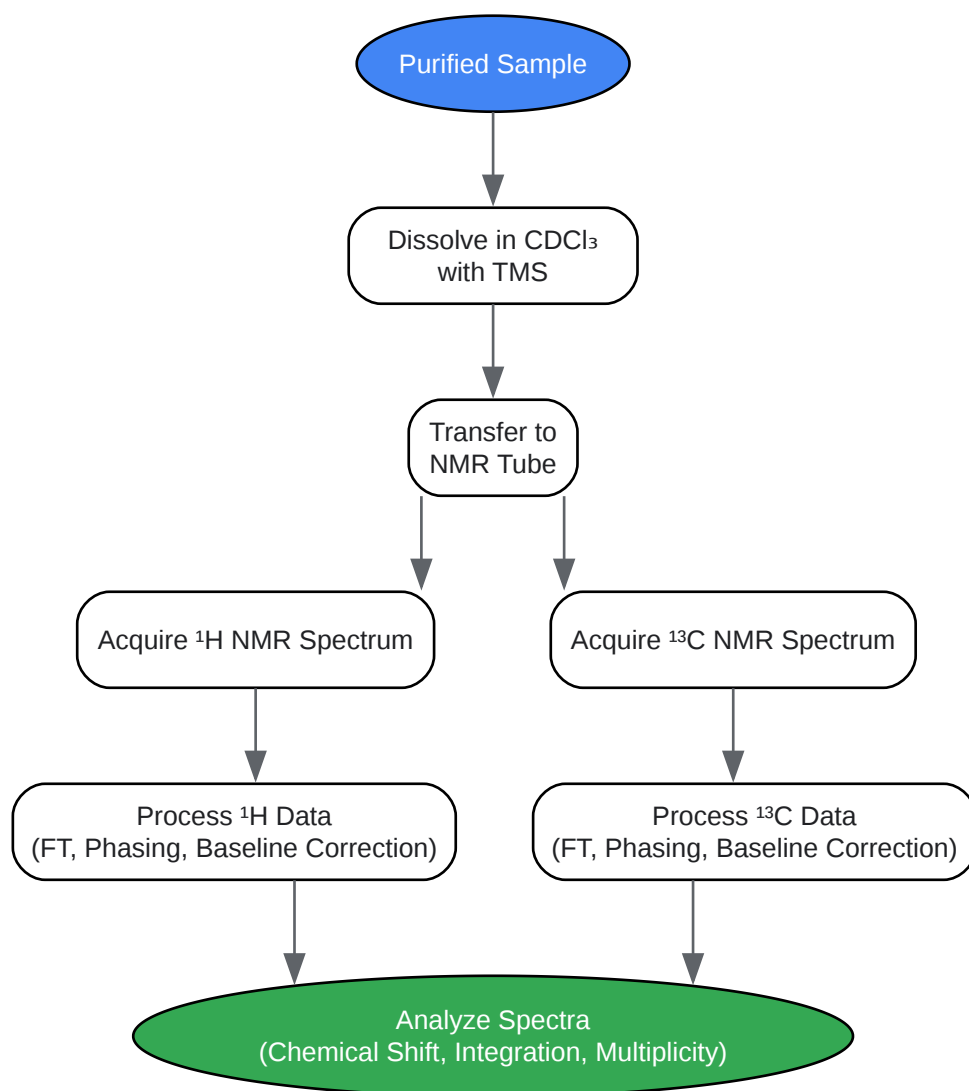 Purified Sample
Dissolve in CDCl₃
with TMS
Transfer to
NMR Tube
Acquire ¹H NMR Spectrum
Acquire ¹³C NMR Spectrum
Process ¹H Data
(FT, Phasing, Baseline Correction)
Process ¹³C Data
(FT, Phasing, Baseline Correction)
Analyze Spectra
(Chemical Shift, Integration, Multiplicity)